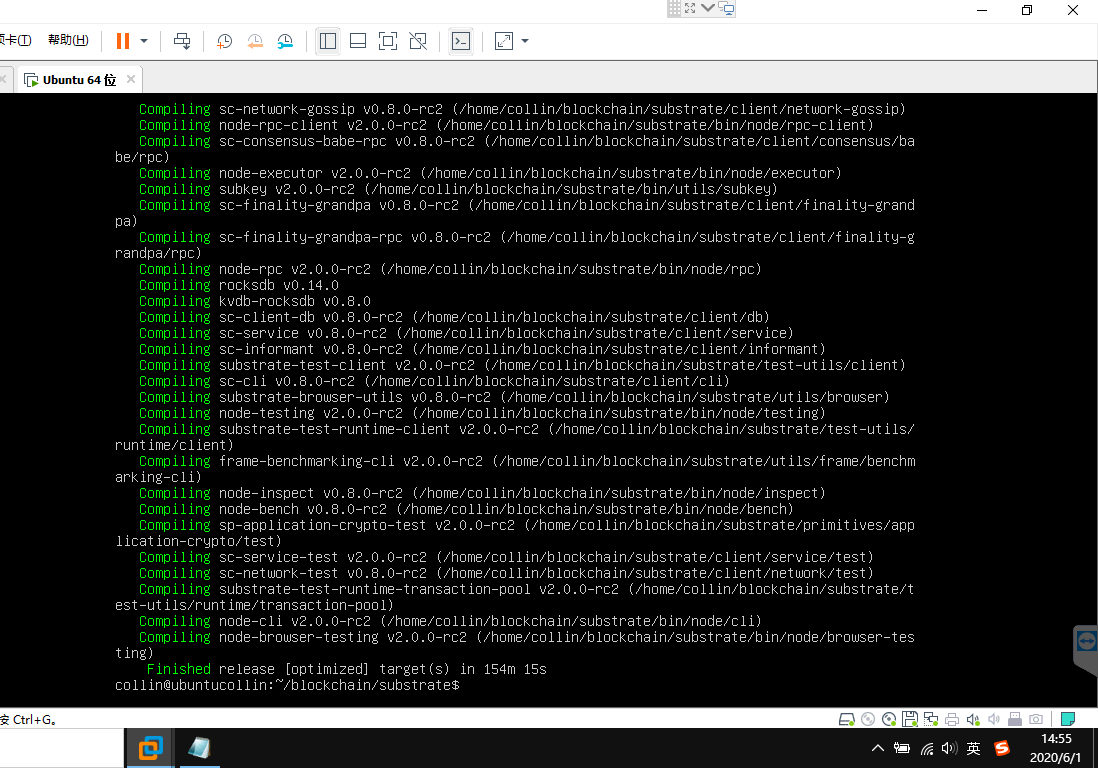 项卡(T) 帮助(H)
Ubuntu 64 位
Compiling sc-network-gossip v0.8.0-rc2 (/home/collin/blockchain/substrate/client/network-gossip)
Compiling node-rpc-client v2.0.0-rc2 (/home/collin/blockchain/substrate/bin/node/rpc-client)
Compiling sc-consensus-babe-rpc v0.8.0-rc2 (/home/collin/blockchain/substrate/client/consensus/ba
be/rpc)
Compiling node-executor v2.0.0-rc2 (/home/collin/blockchain/substrate/bin/node/executor)
Compiling subkey v2.0.0-rc2 (/home/collin/blockchain/substrate/bin/utils/subkey)
Compiling sc-finality-grandpa v0.8.0-rc2 (/home/collin/blockchain/substrate/client/finality-grand
pa)
Compiling sc-finality-grandpa-rpc v0.8.0-rc2 (/home/collin/blockchain/substrate/client/finality-g
randpa/rpc)
Compiling node-rpc v2.0.0-rc2 (/home/collin/blockchain/substrate/bin/node/rpc)
Compiling rocksdb v0.14.0
Compiling kvdb-rocksdb v0.8.0
Compiling sc-client-db v0.8.0-rc2 (/home/collin/blockchain/substrate/client/db)
Compiling sc-service v0.8.0-rc2 (/home/collin/blockchain/substrate/client/service)
Compiling sc-informant v0.8.0-rc2 (/home/collin/blockchain/substrate/client/informant)
Compiling substrate-test-client v2.0.0-rc2 (/home/collin/blockchain/substrate/test-utils/client)
Compiling sc-cli v0.8.0-rc2 (/home/collin/blockchain/substrate/client/cli)
Compiling substrate-browser-utils v0.8.0-rc2 (/home/collin/blockchain/substrate/utils/browser)
Compiling node-testing v2.0.0-rc2 (/home/collin/blockchain/substrate/bin/node/testing)
Compiling substrate-test-runtime-client v2.0.0-rc2 (/home/collin/blockchain/substrate/test-utils/
runtime/client)
Compiling frame-benchmarking-cli v2.0.0-rc2 (/home/collin/blockchain/substrate/utils/frame/benchm
arking-cli)
Compiling node-inspect v0.8.0-rc2 (/home/collin/blockchain/substrate/bin/node/inspect)
Compiling node-bench v0.8.0-rc2 (/home/collin/blockchain/substrate/bin/node/bench)
Compiling sp-application-crypto-test v2.0.0-rc2 (/home/collin/blockchain/substrate/primitives/app
lication-crypto/test)
Compiling sc-service-test v2.0.0-rc2 (/home/collin/blockchain/substrate/client/service/test)
Compiling sc-network-test v0.8.0-rc2 (/home/collin/blockchain/substrate/client/network/test)
Compiling substrate-test-runtime-transaction-pool v2.0.0-rc2 (/home/collin/blockchain/substrate/t
est-utils/runtime/transaction-pool)
Compiling node-cli v2.0.0-rc2 (/home/collin/blockchain/substrate/bin/node/cli)
Compiling node-browser-testing v2.0.0-rc2 (/home/collin/blockchain/substrate/bin/node/browser-tes
ting)
Finished release [optimized] target(s) in 154m 15s
collin@ubuntucollin:~/blockchain/substrate$
按 Ctrl+G。
英
14:55
2020/6/1